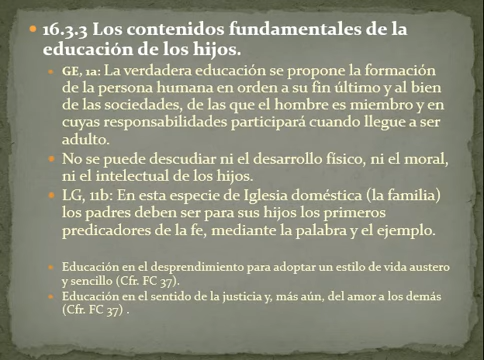 16.3.3 Los contenidos fundamentales de la
educación de los hijos.
GE, 1a: La verdadera educación se propone la formación
de la persona humana en orden a su fin último y al bien
de las sociedades, de las que el hombre es miembro y en
cuyas responsabilidades participará cuando llegue a ser
adulto.
No se puede descudiar ni el desarrollo físico, ni el moral,
ni el intelectual de los hijos.
LG, 11b: En esta especie de Iglesia doméstica (la familia)
los padres deben ser para sus hijos los primeros
predicadores de la fe, mediante la palabra y el ejemplo.
Educación en el desprendimiento para adoptar un estilo de vida austero
y sencillo (Cfr. FC 37).
Educación en el sentido de la justicia y, más aún, del amor a los demás
(Cfr. FC 37) .